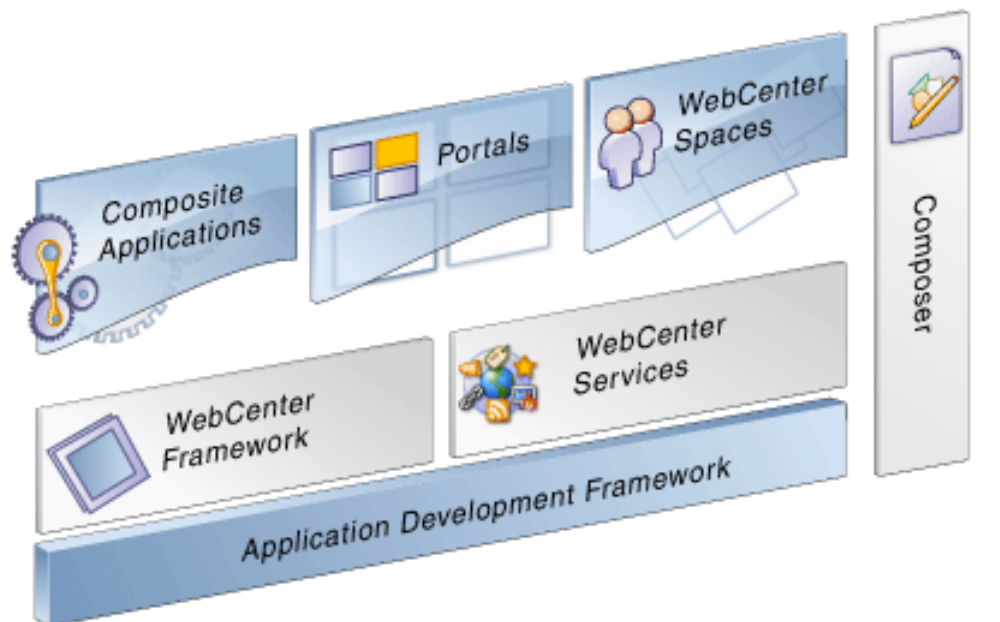 Composite
Applications
Portals
WebCenter
Spaces
Composer
WebCenter
Framework
WebCenter
Services
Application Development Framework